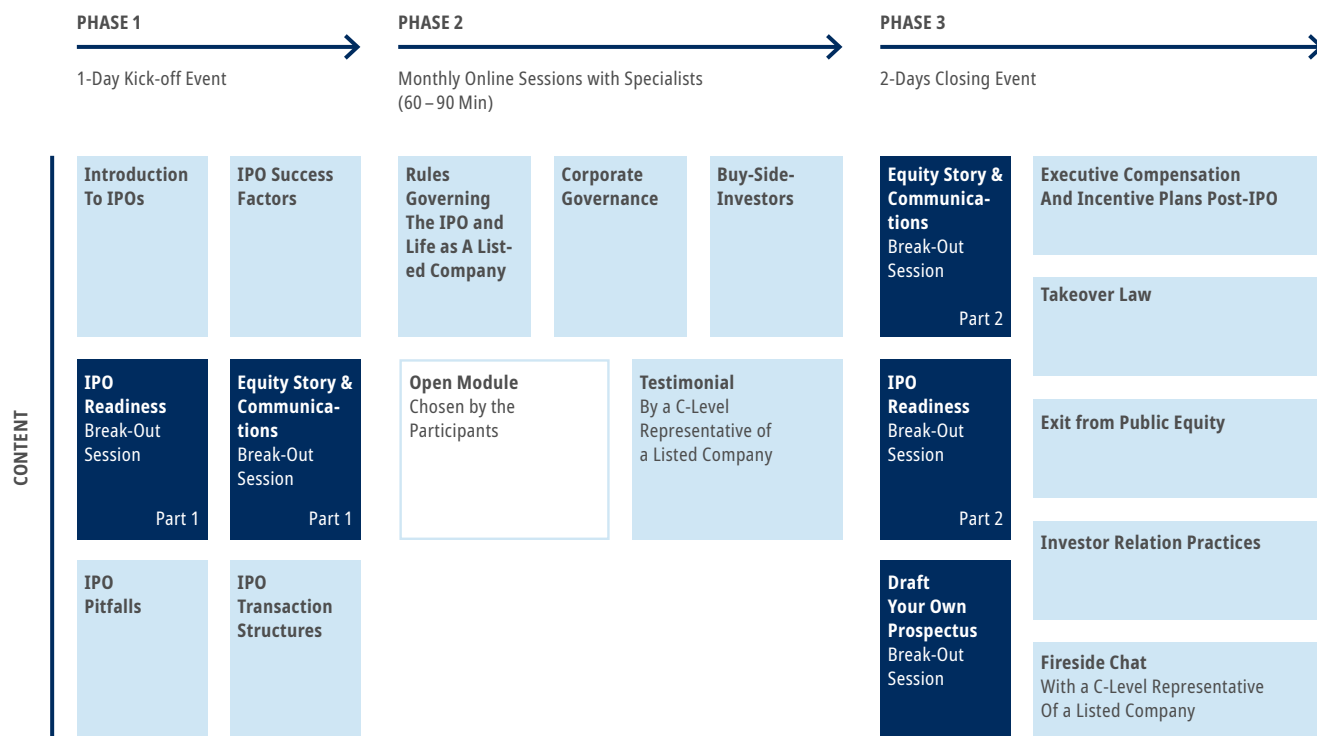 PHASE 1
1-Day Kick-off Event
PHASE 2
Monthly Online Sessions with Specialists
(60 – 90 Min)
PHASE 3
2-Days Closing Event
CONTENT
Introduction
To IPOs
IPO Success
Factors
IPO
Readiness
Break-Out
Session
Part 1
Equity Story &
Communica-
tions
Break-Out
Session
Part 1
IPO
Pitfalls
IPO
Transaction
Structures
Rules
Governing
The IPO and
Life as A List-
ed Company
Corporate
Governance
Buy-Side-
Investors
Open Module
Chosen by the
Participants
Testimonial
By a C-Level
Representative of
a Listed Company
Equity Story &
Communica-
tions
Break-Out
Session
Part 2
IPO
Readiness
Break-Out
Session
Part 2
Draft
Your Own
Prospectus
Break-Out
Session
Executive Compensation
And Incentive Plans Post-IPO
Takeover Law
Exit from Public Equity
Investor Relation Practices
Fireside Chat
With a C-Level Representative
Of a Listed Company